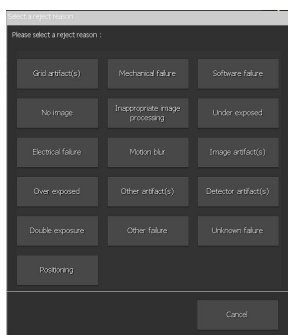 Select a reject reason
Please select a reject reason :
Grid artifact(s)
Mechanical failure
Software failure
No image
Inappropriate image
processing
Under exposed
Electrical failure
Motion blur
Image artifact(s)
Over exposed
Other artifact(s)
Detector artifact(s)
Double exposure
Other failure
Unknown failure
Positioning
Cancel